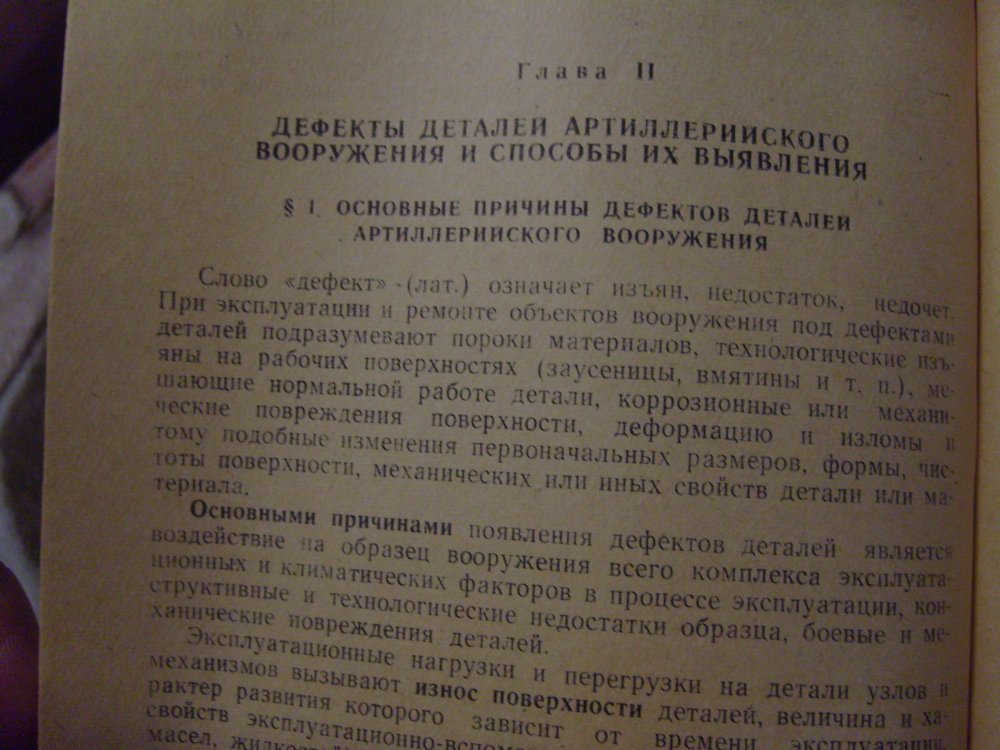 Глава II
ДЕФЕКТЫ ДЕТАЛЕЙ АРТИЛЛЕРИЙСКОГО
ВООРУЖЕНИЯ И СПОСОБЫ ИХ ВЫЯВЛЕНИЯ
§ 1. ОСНОВНЫЕ ПРИЧИНЫ ДЕФЕКТОВ ДЕТАЛЕЙ
АРТИЛЛЕРИЙСКОГО ВООРУЖЕНИЯ
Слово «дефект» (лат.) означает изъян, недостаток, недочет.
При эксплуатации и ремонте объектов вооружения под дефектами
деталей подразумевают пороки материалов, технологические изъ-
яны на рабочих поверхностях (заусеницы, вмятины и т. п.), ме-
шающие нормальной работе детали, коррозионные или механи-
ческие повреждения поверхности, деформацию и изломы и
тому подобные изменения первоначальных размеров, формы, чис-
тоты поверхности, механических или иных свойств детали или ма-
териала.
Основными причинами появления дефектов деталей является
воздействие на образец вооружения всего комплекса эксплуата-
ционных и климатических факторов в процессе эксплуатации, кон-
структивные и технологические недостатки образца, боевые и ме-
ханические повреждения деталей.
Эксплуатационные нагрузки и перегрузки на детали узлов и
механизмов вызывают износ поверхности деталей, величина и ха-
рактер развития которого зависит от времени эксплуатации,
свойств эксплуатационно-вспомо
масел,